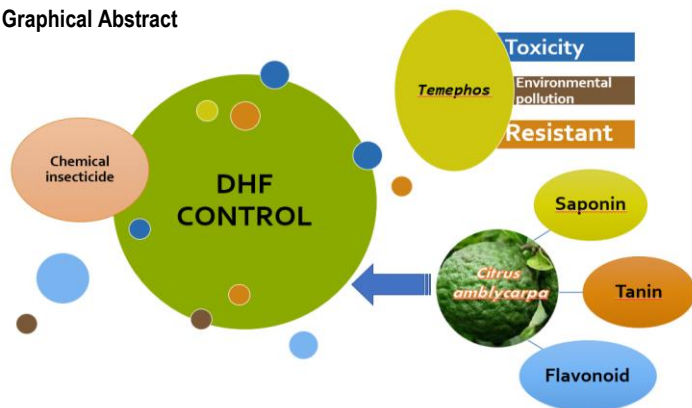 Graphical Abstract
Chemical
insecticide
DHF
CONTROL
Temephos
Toxicity
Environmental
pollution
Resistant
Citrus
amblycarpa
Saponin
Tanin
Flavonoid